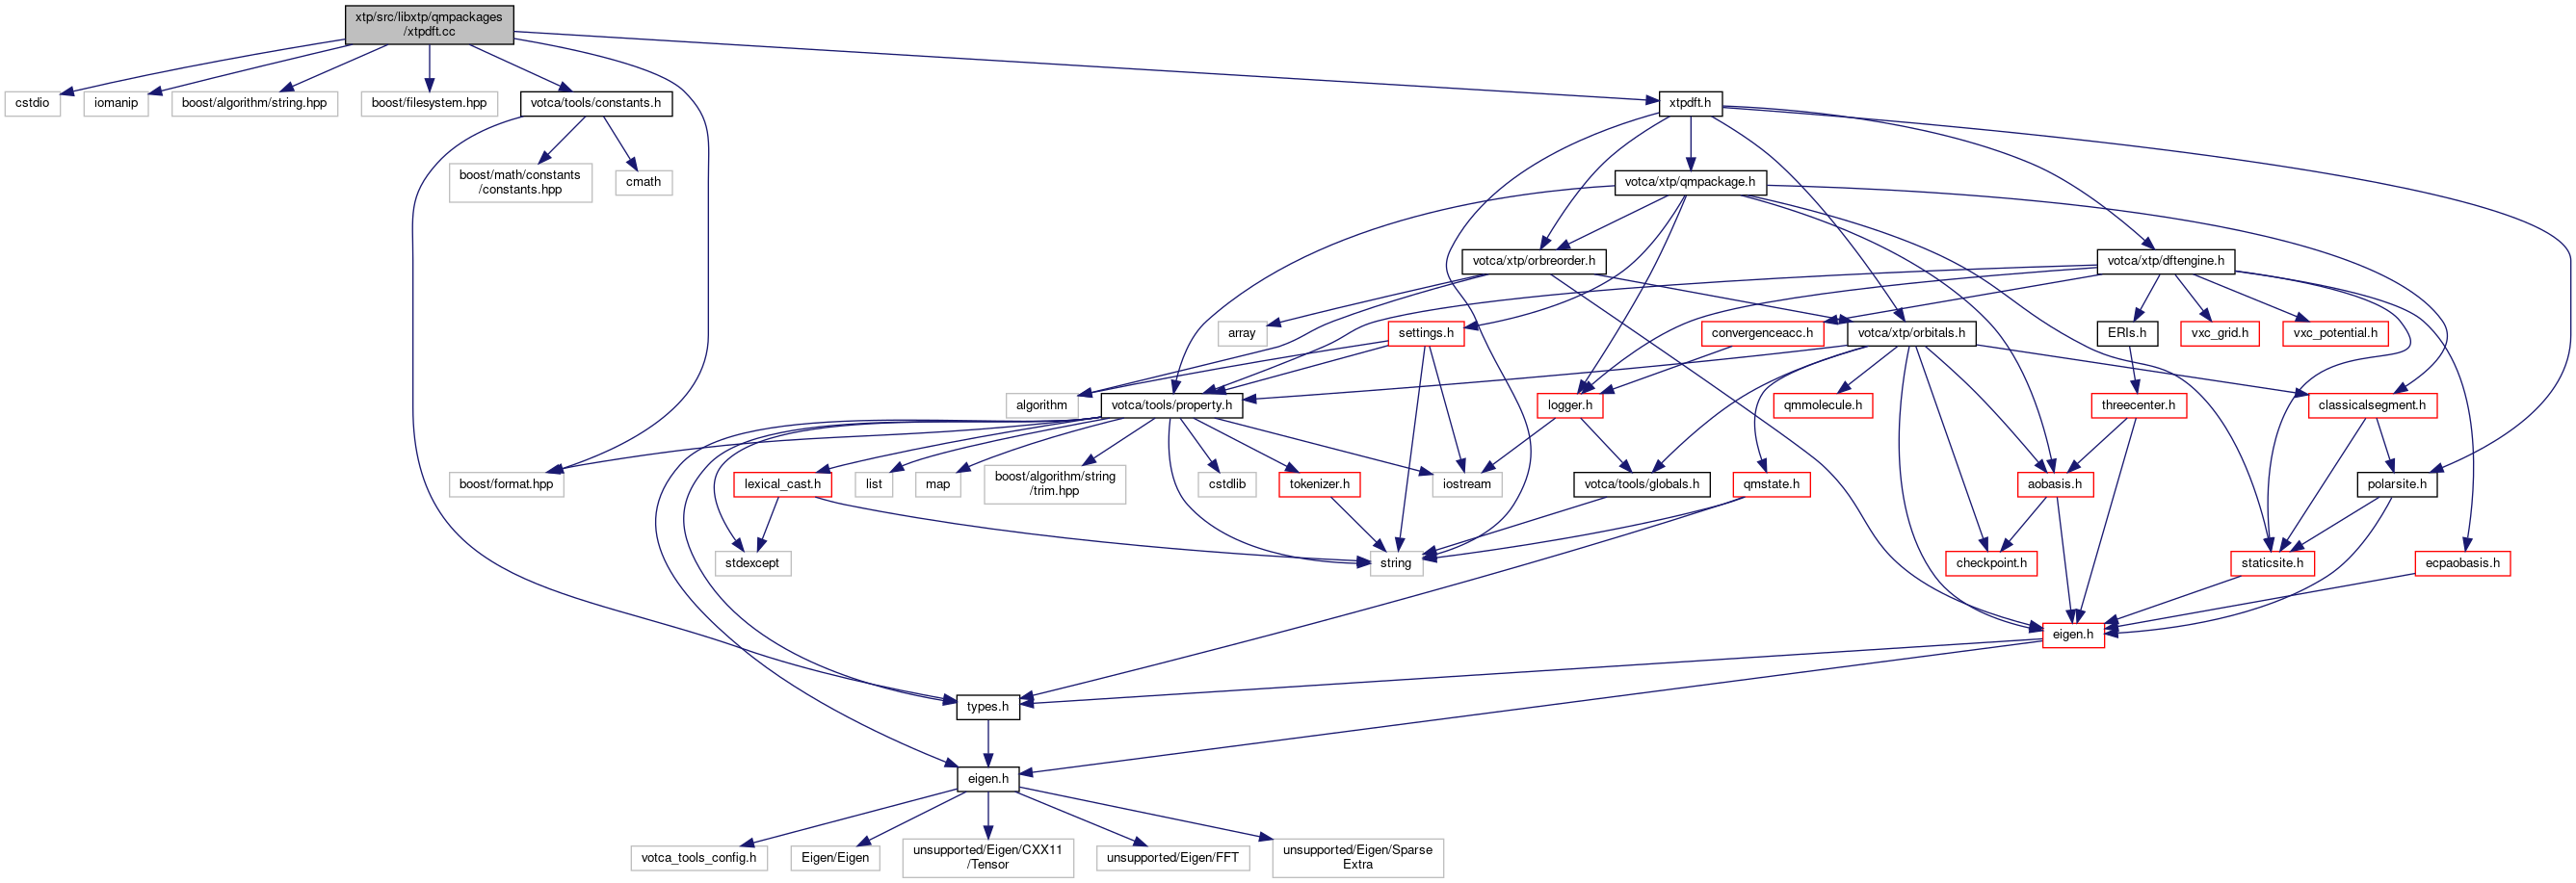 xtp/src/libxtp/qmpackages
/xtpdft.cc
cstdio
iomanip
boost/algorithm/string.hpp
boost/filesystem.hpp
votca/tools/constants.h
xtpdft.h
boost/math/constants
/constants.hpp
cmath
votca/xtp/qmpackage.h
votca/xtp/orbreorder.h
votca/xtp/dftengine.h
array
settings.h
convergenceacc.h
votca/xtp/orbitals.h
ERIs.h
vxc_grid.h
vxc_potential.h
algorithm
votca/tools/property.h
logger.h
qmmolecule.h
threecenter.h
classicalsegment.h
boost/format.hpp
lexical_cast.h
list
map
boost/algorithm/string
/trim.hpp
cstdlib
tokenizer.h
iostream
votca/tools/globals.h
qmstate.h
aobasis.h
polarsite.h
stdexcept
string
checkpoint.h
staticsite.h
ecpaobasis.h
eigen.h
types.h
eigen.h
votca_tools_config.h
Eigen/Eigen
unsupported/Eigen/CXX11
/Tensor
unsupported/Eigen/FFT
unsupported/Eigen/Sparse
Extra